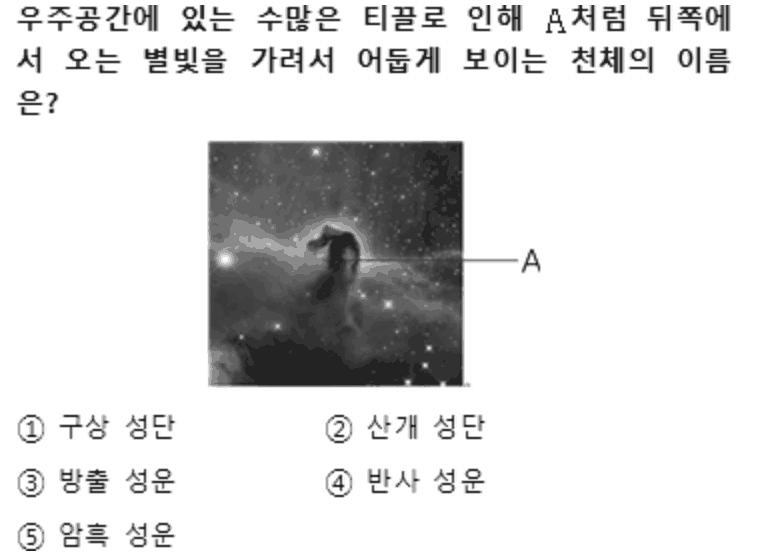 우주공간에 있는 수많은 티끌로 인해 A처럼 뒤쪽에
서 오는 별빛을 가려서 어둡게 보이는 천체의 이름
은?
A
① 구상 성단 ② 산개 성단
③ 방출 성운 ④ 반사 성운
⑤ 암흑 성운